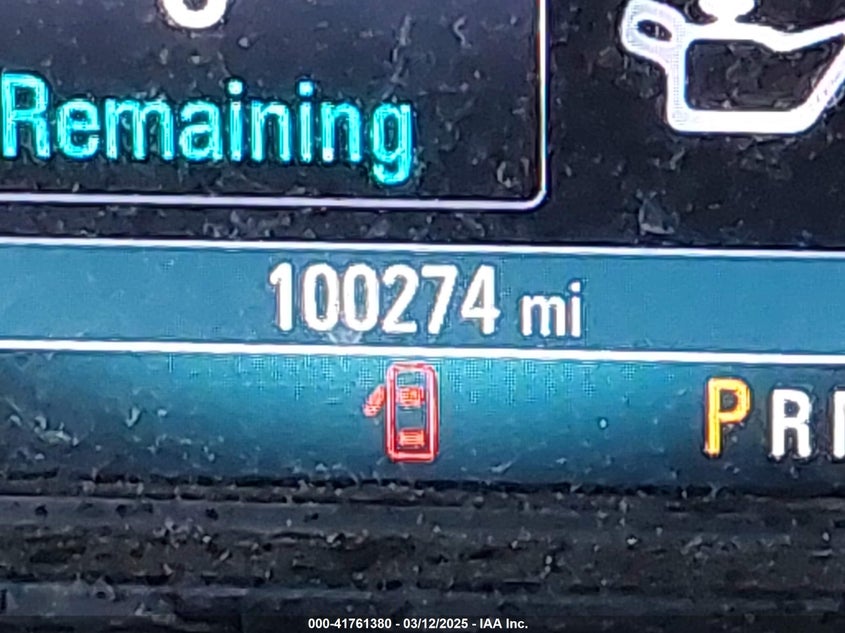 Remaining
100274 mi
P R
000-41761380 - 03/12/2025 - IAA Inc.